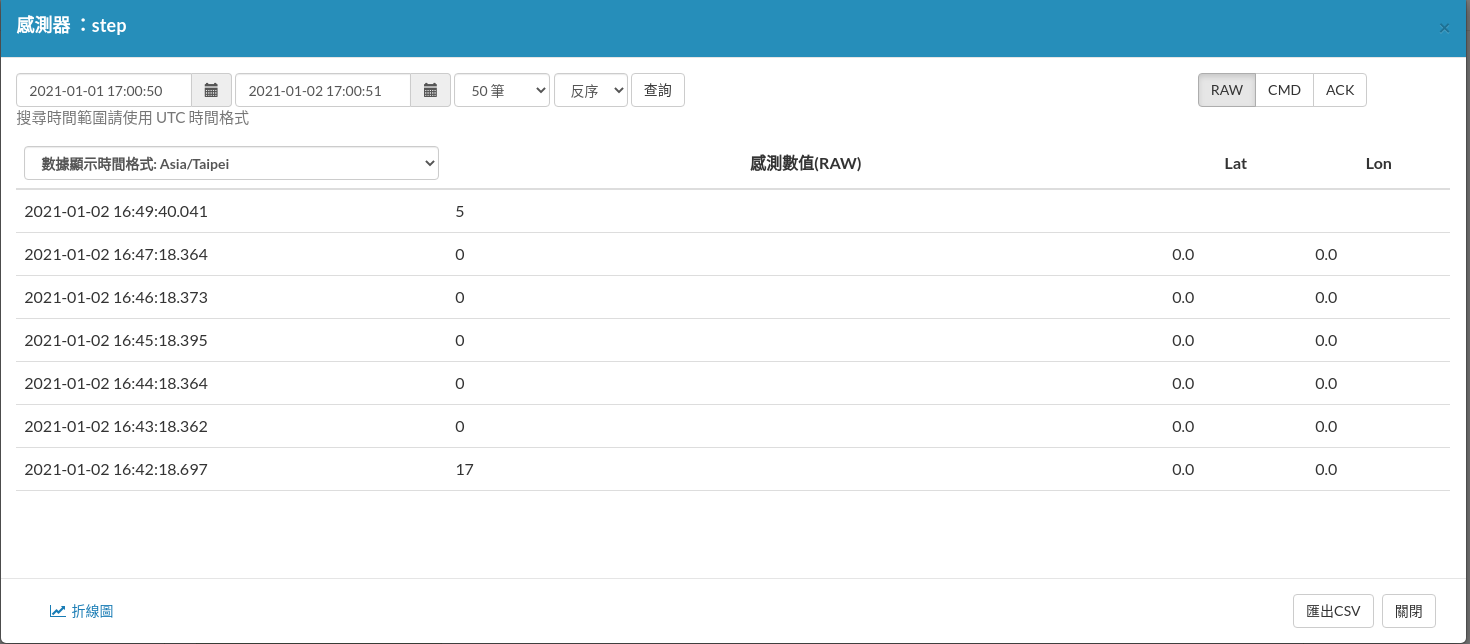 感測器 ：step ×
2021-01-01 17:00:50 2021-01-02 17:00:51 50 筆 反序 查詢 RAW CMD ACK
搜尋時間範圍請使用 UTC 時間格式
數據顯示時間格式: Asia/Taipei 感測數值(RAW) Lat Lon
2021-01-02 16:49:40.041 5
2021-01-02 16:47:18.364 0 0.0 0.0
2021-01-02 16:46:18.373 0 0.0 0.0
2021-01-02 16:45:18.395 0 0.0 0.0
2021-01-02 16:44:18.364 0 0.0 0.0
2021-01-02 16:43:18.362 0 0.0 0.0
2021-01-02 16:42:18.697 17 0.0 0.0
折線圖 匯出CSV 關閉